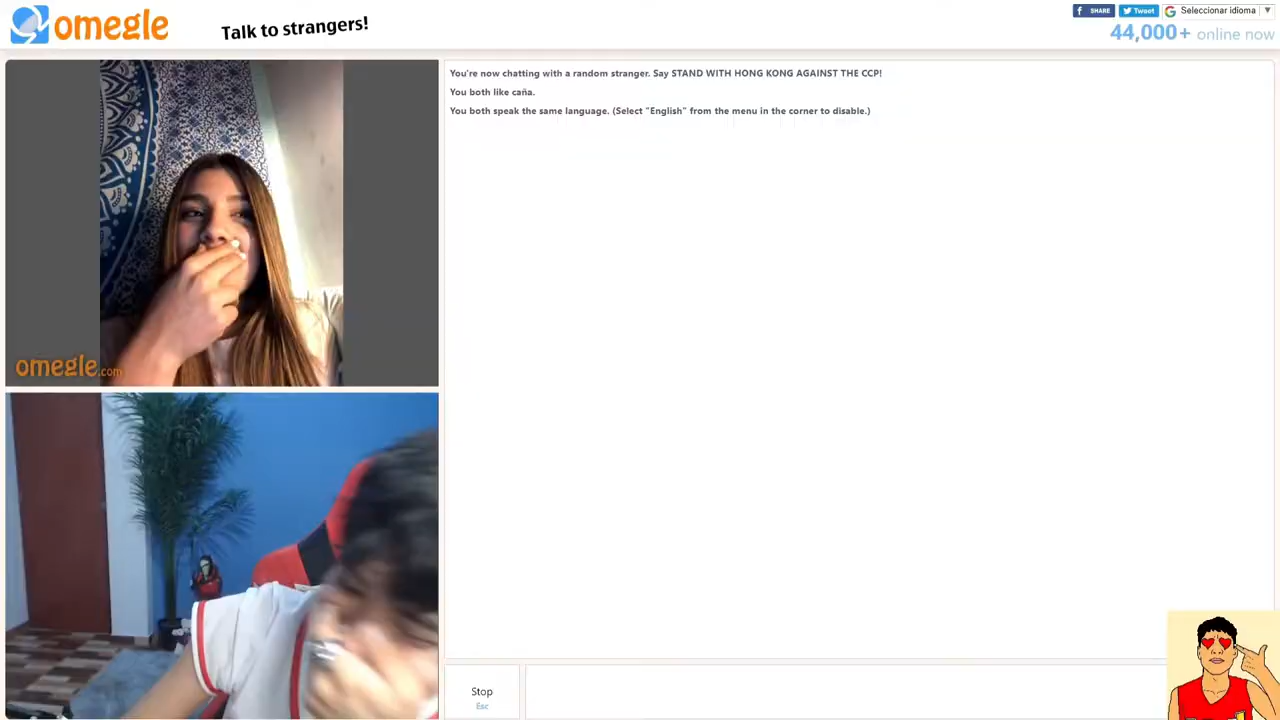 omegle
Talk to strangers!
f SHARE
Tweet
G Seleccionar idioma ▼
44,000+ online now
You're now chatting with a random stranger. Say STAND WITH HONG KONG AGAINST THE CCP!
You both like caña.
You both speak the same language. (Select "English" from the menu in the corner to disable.)
omegle.com
Stop
Esc